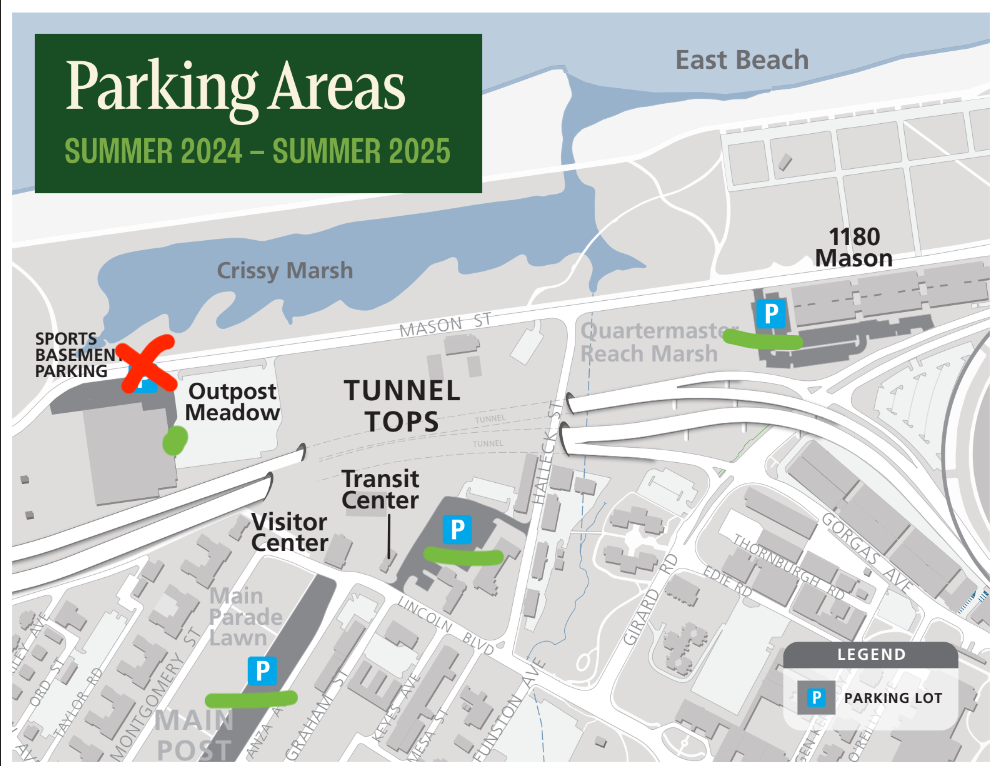 Parking Areas
SUMMER 2024 – SUMMER 2025
East Beach
1180
Mason
Crissy Marsh
MASON ST
Quartermaster
Reach Marsh
P
SPORTS
BASEMENT
PARKING
Outpost
Meadow
TUNNEL
TOPS
TUNNEL
TUNNEL
HALLECK ST
Transit
Center
P
Visitor
Center
GORGAS AVE
THORNBURGH RD
EDIE RD
GIRARD RD
LINCOLN BLVD
Main
Parade
Lawn
P
MAIN
POST
ORD ST
TAYLOR RD
MONTGOMERY ST
GRAHAM ST
KEYES AVE
MESA ST
FUNSTON AVE
LEGEND
P PARKING LOT